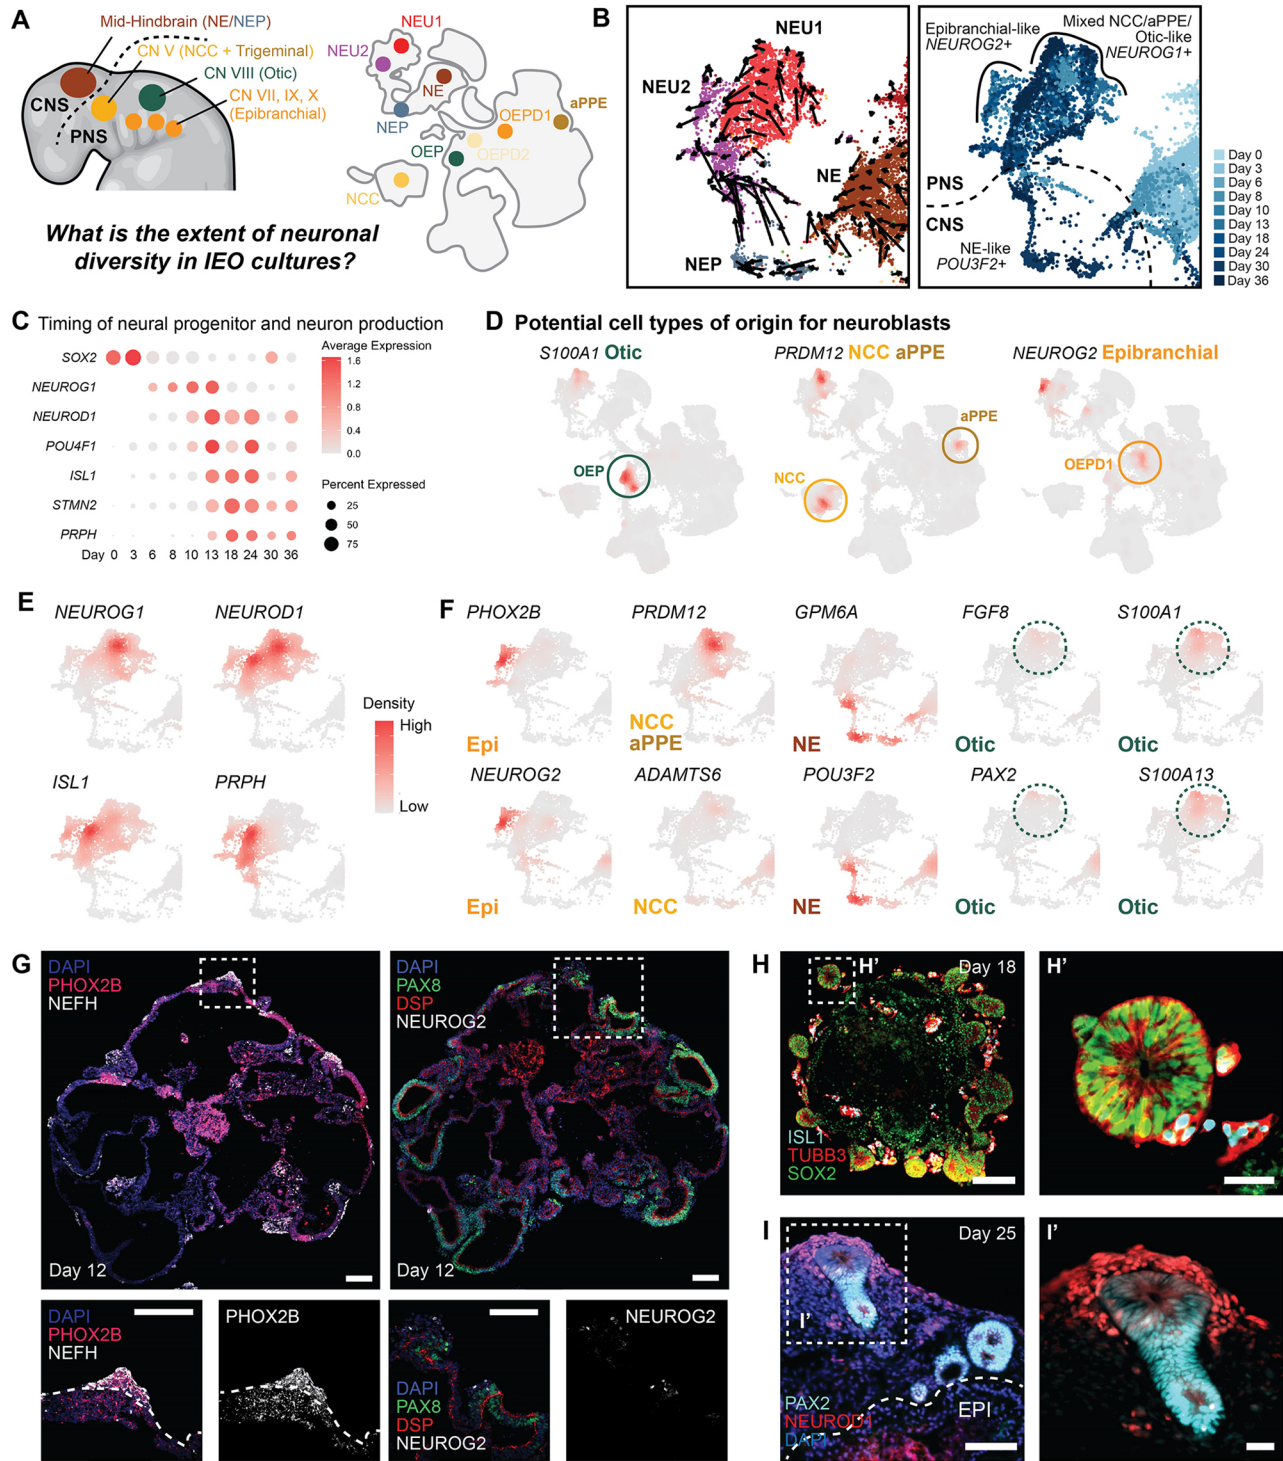 A
Mid-Hindbrain (NE/NEP)
CN V (NCC + Trigeminal)
CN VIII (Otic)
CN VII, IX, X
(Epibranchial)
CNS
PNS
What is the extent of neuronal
diversity in IEO cultures?
NEU1
NEU2
NE
NEP
aPPE
OEPD1
OEP
OEPD2
NCC
B
NEU1
NEU2
NE
NEP
Epibranchial-like
NEUROG2+
Mixed NCC/aPPE/
Otic-like
NEUROG1+
PNS
CNS
NE-like
POU3F2+
Day 0
Day 3
Day 6
Day 8
Day 10
Day 13
Day 18
Day 24
Day 30
Day 36
C Timing of neural progenitor and neuron production
SOX2
NEUROG1
NEUROD1
POU4F1
ISL1
STMN2
PRPH
Day 0 3 6 8 10 13 18 24 30 36
Average Expression
1.6
1.2
0.8
0.4
0.0
Percent Expressed
25
50
75
D Potential cell types of origin for neuroblasts
S100A1 Otic
PRDM12 NCC aPPE
NEUROG2 Epibranchial
OEP
aPPE
NCC
OEPD1
E
NEUROG1
NEUROD1
ISL1
PRPH
Density
High
Low
F
PHOX2B
PRDM12
GPM6A
FGF8
S100A1
Epi
NCC
aPPE
NE
Otic
Otic
NEUROG2
ADAMTS6
POU3F2
PAX2
S100A13
Epi
NCC
NE
Otic
Otic
G
DAPI
PHOX2B
NEFH
Day 12
DAPI
PAX8
DSP
NEUROG2
Day 12
DAPI
PHOX2B
NEFH
PHOX2B
DAPI
PAX8
DSP
NEUROG2
NEUROG2
H
H'
Day 18
ISL1
TUBB3
SOX2
H'
I
Day 25
I'
PAX2
NEUROD1
DAPI
EPI
I'